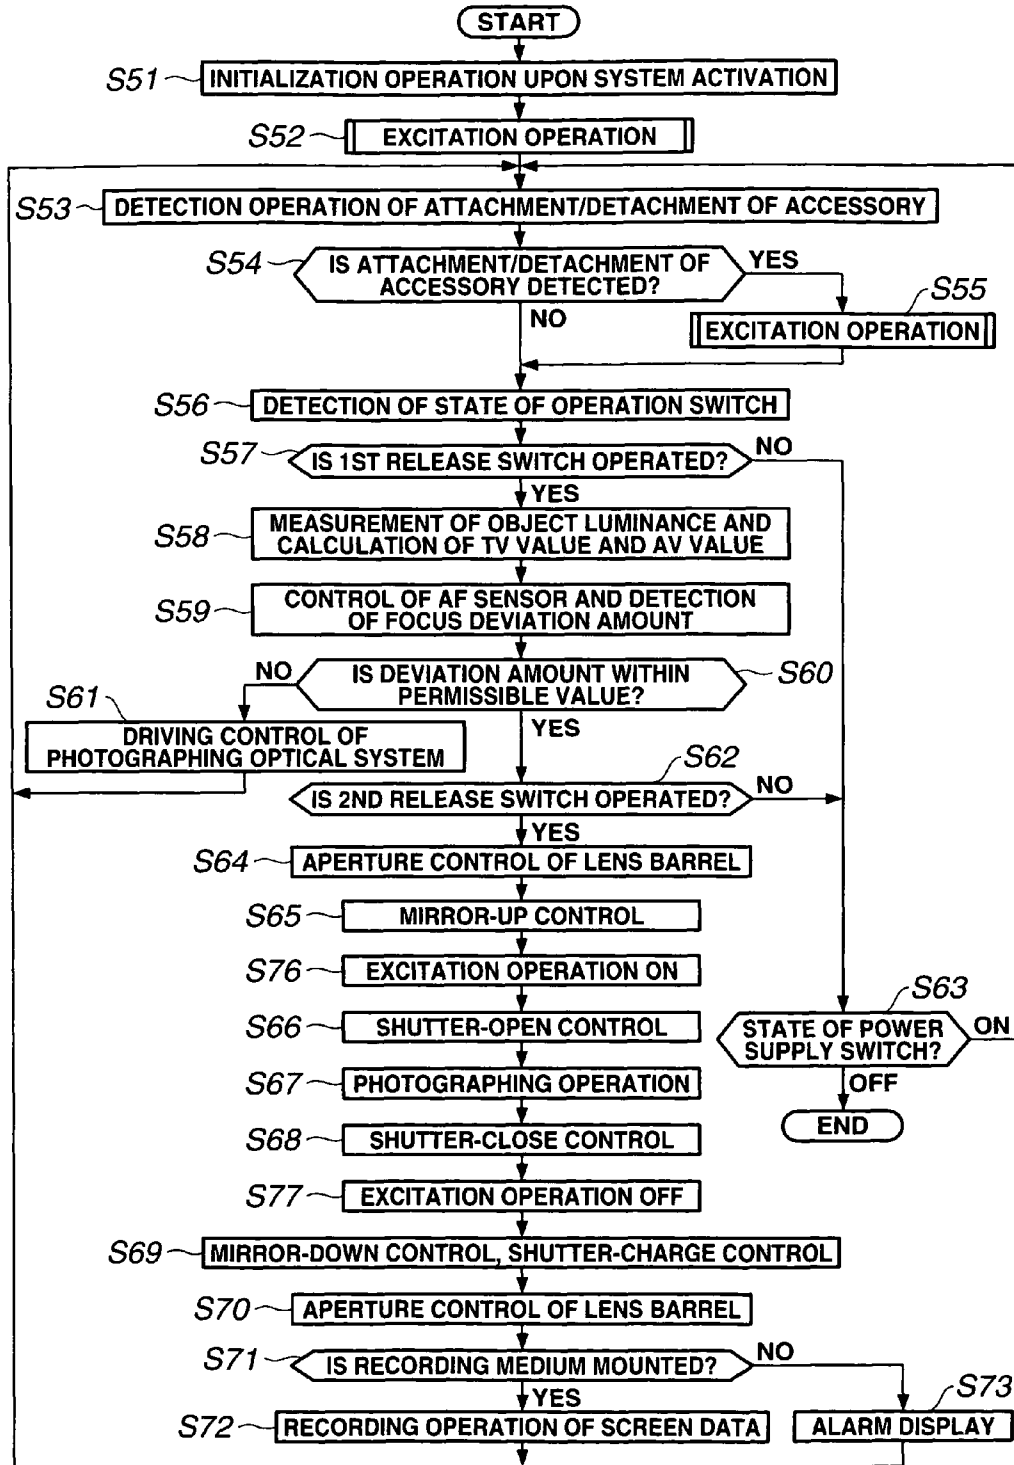 START
S51
INITIALIZATION OPERATION UPON SYSTEM ACTIVATION
S52
EXCITATION OPERATION
S53
DETECTION OPERATION OF ATTACHMENT/DETACHMENT OF ACCESSORY
S54
IS ATTACHMENT/DETACHMENT OF
ACCESSORY DETECTED?
YES
NO
S55
EXCITATION OPERATION
S56
DETECTION OF STATE OF OPERATION SWITCH
S57
IS 1ST RELEASE SWITCH OPERATED?
NO
YES
S58
MEASUREMENT OF OBJECT LUMINANCE AND
CALCULATION OF TV VALUE AND AV VALUE
S59
CONTROL OF AF SENSOR AND DETECTION
OF FOCUS DEVIATION AMOUNT
S60
IS DEVIATION AMOUNT WITHIN
PERMISSIBLE VALUE?
NO
YES
S61
DRIVING CONTROL OF
PHOTOGRAPHING OPTICAL SYSTEM
S62
IS 2ND RELEASE SWITCH OPERATED?
NO
YES
S64
APERTURE CONTROL OF LENS BARREL
S65
MIRROR-UP CONTROL
S76
EXCITATION OPERATION ON
S63
STATE OF POWER
SUPPLY SWITCH?
ON
OFF
END
S66
SHUTTER-OPEN CONTROL
S67
PHOTOGRAPHING OPERATION
S68
SHUTTER-CLOSE CONTROL
S77
EXCITATION OPERATION OFF
S69
MIRROR-DOWN CONTROL, SHUTTER-CHARGE CONTROL
S70
APERTURE CONTROL OF LENS BARREL
S71
IS RECORDING MEDIUM MOUNTED?
NO
YES
S72
RECORDING OPERATION OF SCREEN DATA
S73
ALARM DISPLAY